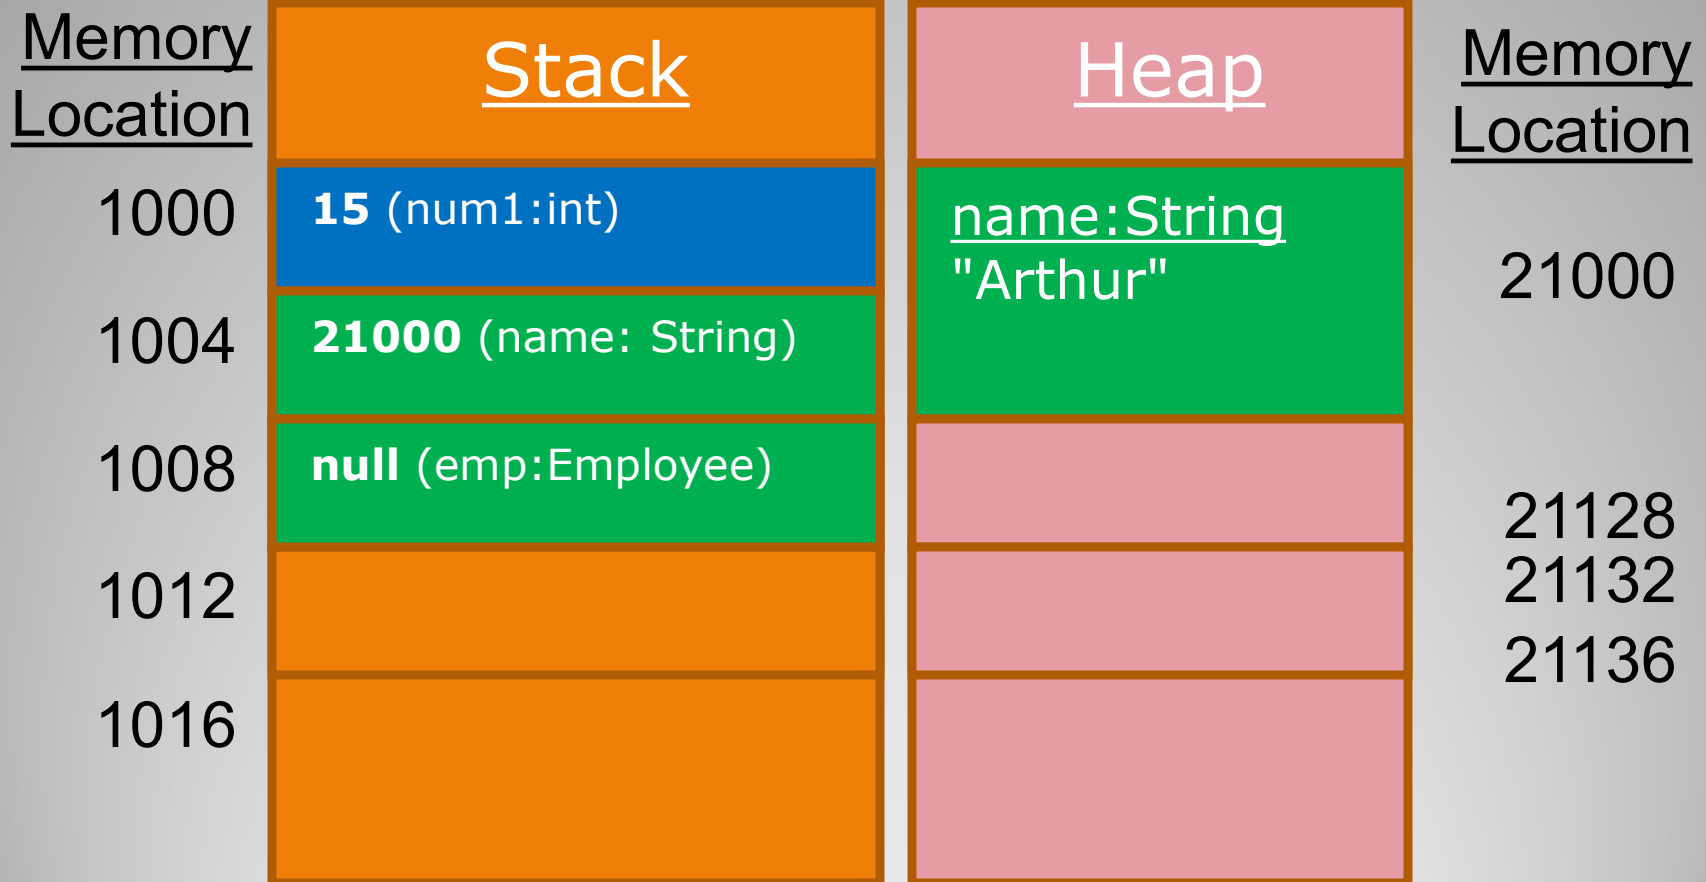 Memory
Location
1000
1004
1008
1012
1016
Stack
15 (num1:int)
21000 (name: String)
null (emp:Employee)
Heap
name:String
"Arthur"
Memory
Location
21000
21128
21132
21136